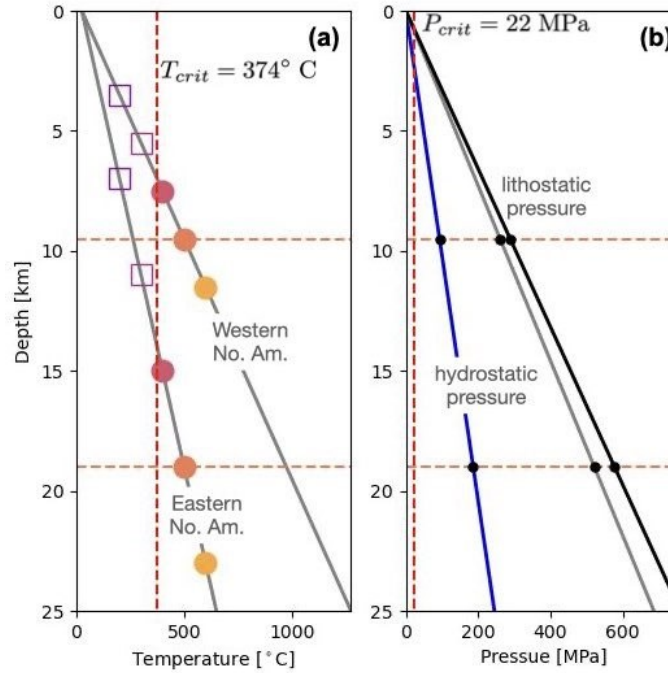 (a)
T_crit = 374° C
0
5
10
15
20
25
Depth [km]
Western
No. Am.
Eastern
No. Am.
0
500
1000
Temperature [°C]
(b)
P_crit = 22 MPa
0
5
10
15
20
25
lithostatic
pressure
hydrostatic
pressure
0
200
400
600
Pressue [MPa]